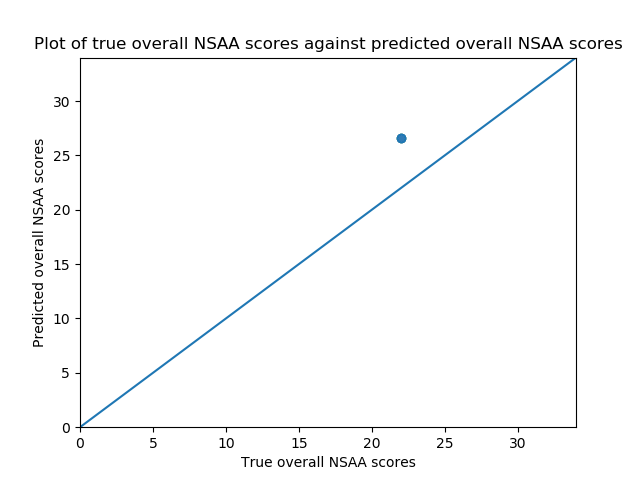 Plot of true overall NSAA scores against predicted overall NSAA scores
Predicted overall NSAA scores
30
25
20
15
10
5
0
0 5 10 15 20 25 30
True overall NSAA scores